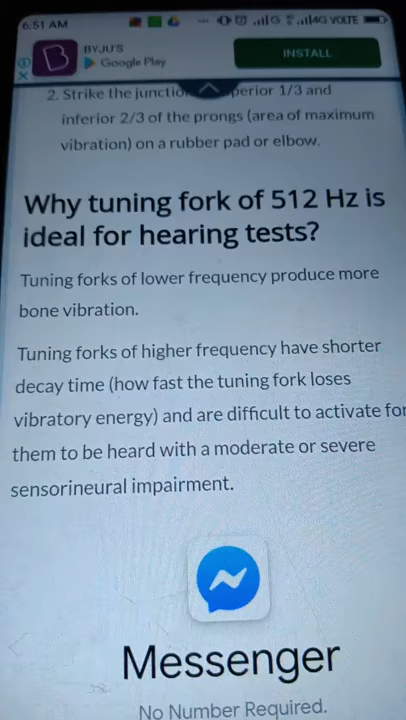 6:51 AM
4G VOLTE
BYJU'S
Google Play
INSTALL
2. Strike the junctio perior 1/3 and
inferior 2/3 of the prongs (area of maximum
vibration) on a rubber pad or elbow.
Why tuning fork of 512 Hz is
ideal for hearing tests?
Tuning forks of lower frequency produce more
bone vibration.
Tuning forks of higher frequency have shorter
decay time (how fast the tuning fork loses
vibratory energy) and are difficult to activate for
them to be heard with a moderate or severe
sensorineural impairment.
Messenger
No Number Required.